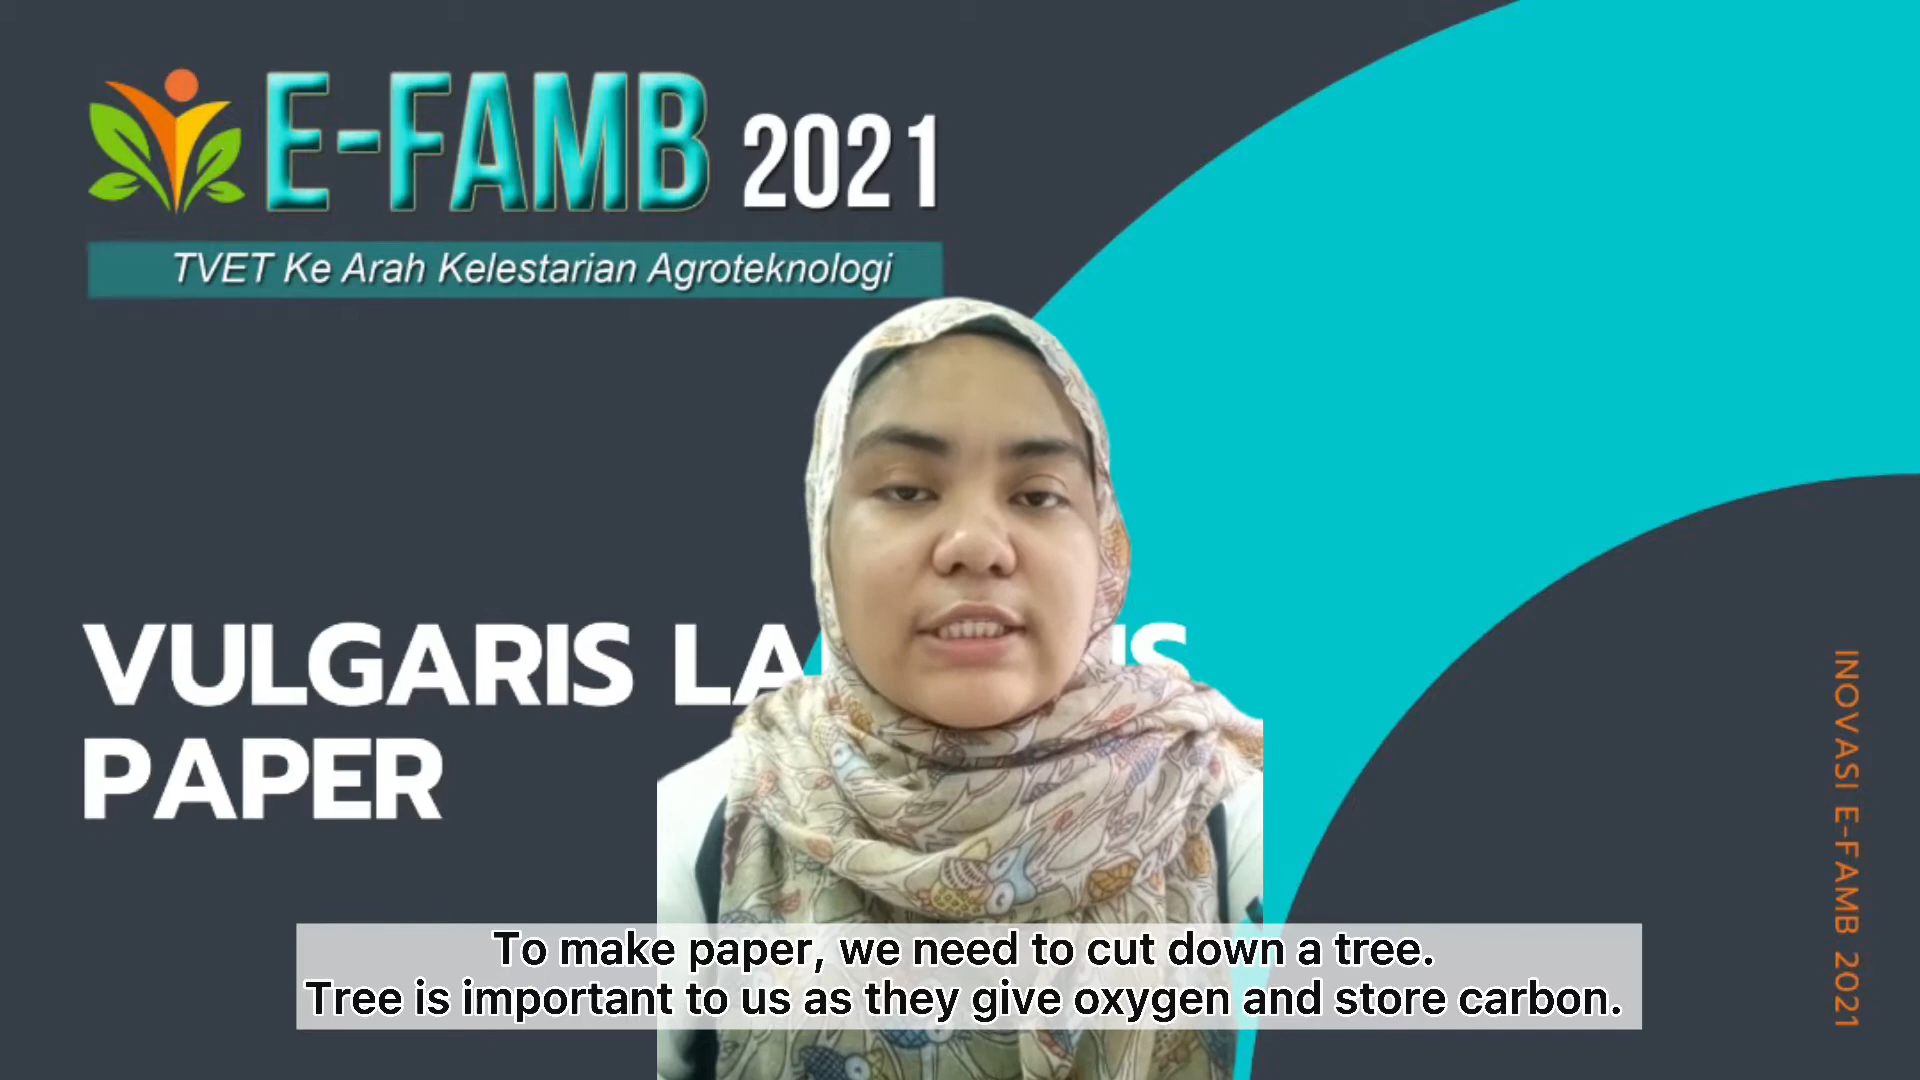 E-FAMB 2021
TVET Ke Arah Kelestarian Agroteknologi
VULGARIS
PAPER
INOVASI E-FAMB 2021
To make paper, we need to cut down a tree.
Tree is important to us as they give oxygen and store carbon.